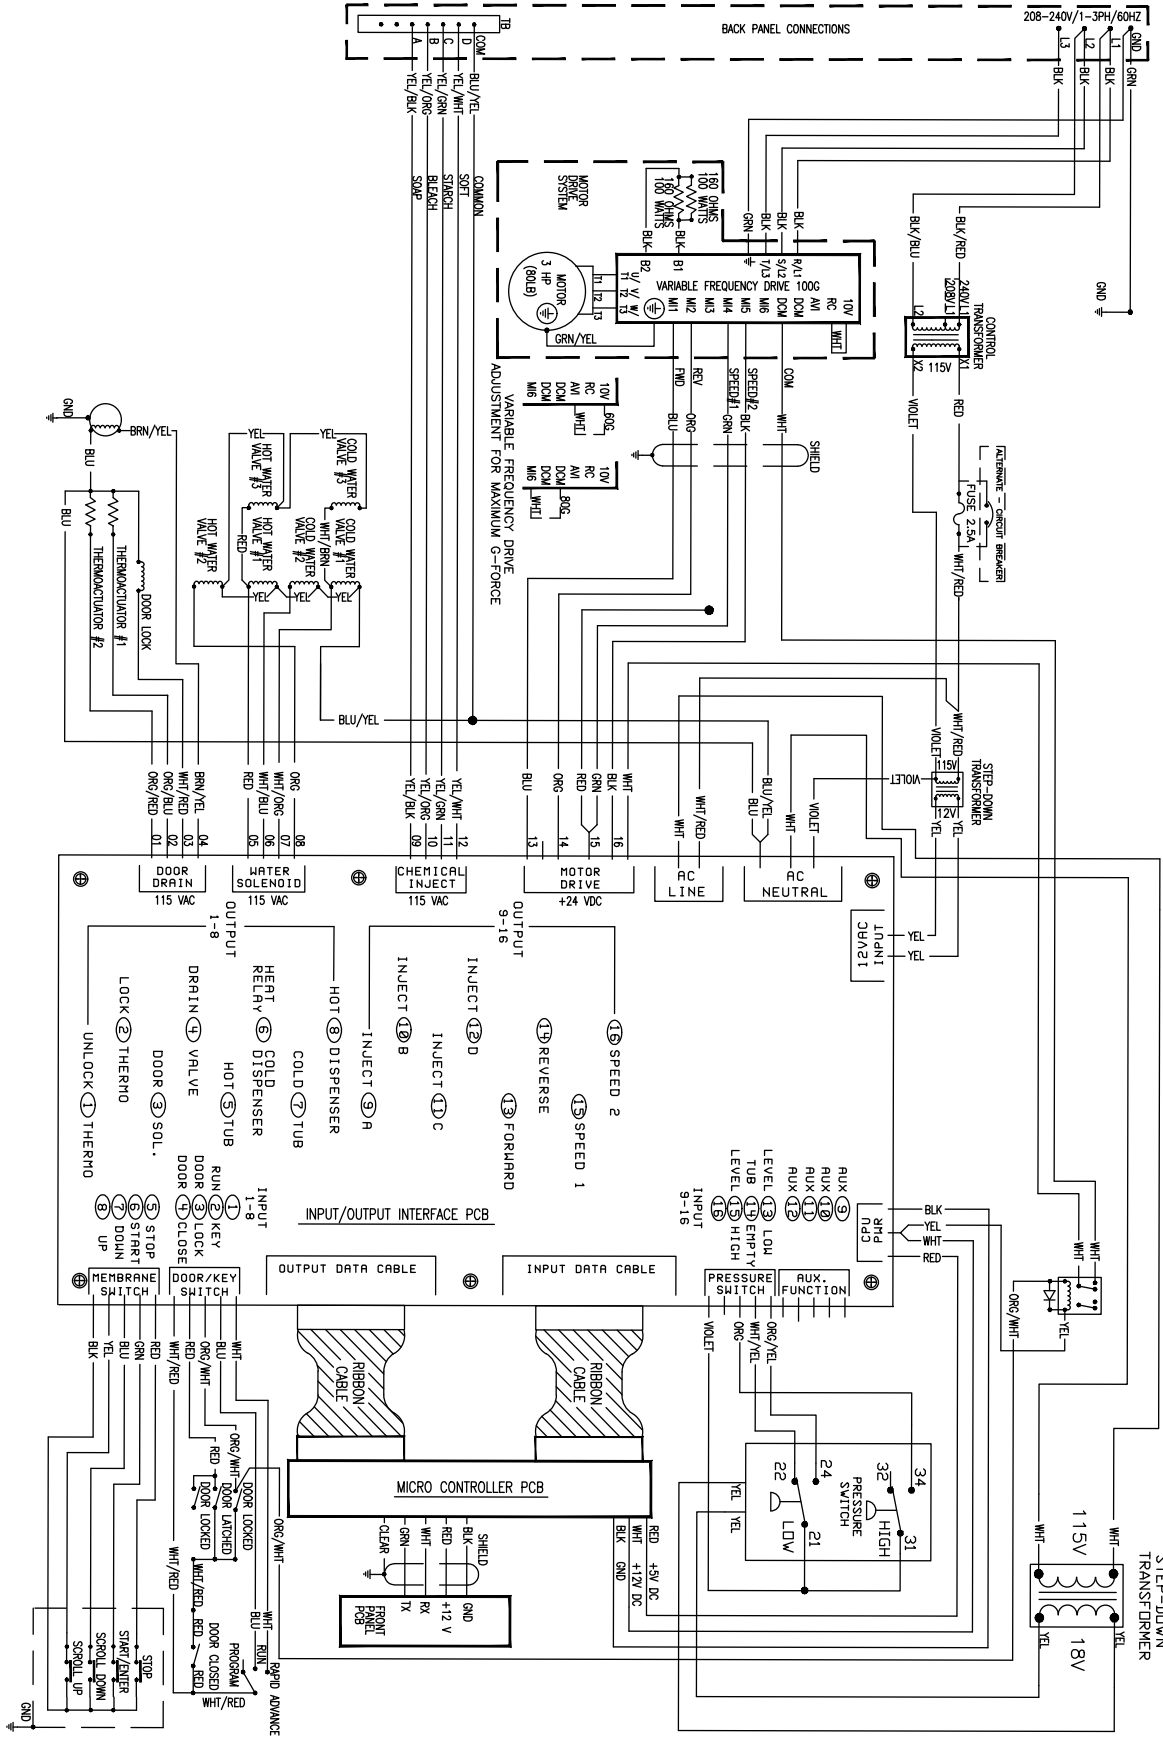 BACK PANEL CONNECTIONS
208-240V/1-3PH/60HZ
TB
A
B
C
D
COM
L3
L2
L1
GND
YEL/BLK
YEL/ORG
YEL/GRN
YEL/WHT
BLU/YEL
BLK
BLK
BLK
GRN
SOAP
BLEACH
STARCH
SOFT
COMMON
MOTOR
DRIVE
SYSTEM
160 OHMS
100 WATTS
160 OHMS
100 WATTS
BLK
BLK
GRN
BLK
BLK
BLK
B2
B1
T/L3
S/L2
R/L1
VARIABLE FREQUENCY DRIVE 100G
U/
T1
V/
T2
W/
T3
MI1
MI2
MI3
MI4
MI5
MI6
DCM
DCM
AVI
RC
10V
WHT
T1
T2
T3
MOTOR
3 HP
(80LB)
GRN/YEL
FWD
REV
SPEED#1
SPEED#2
COM
BLU
ORG
GRN
BLK
WHT
SHIELD
BLK/BLU
BLK/RED
GND
240V
L1
208V
L1
L2
CONTROL
TRANSFORMER
X2
115V
X1
VIOLET
RED
ALTERNATE - CIRCUIT BREAKER
FUSE 2.5A
WHT/RED
10V
RC
AVI
DCM
DCM
MI6
60G
WHT
10V
RC
AVI
DCM
DCM
MI6
80G
WHT
VARIABLE FREQUENCY DRIVE
ADJUSTMENT FOR MAXIMUM G-FORCE
GND
BRN/YEL
BLU
BLU
THERMOACTUATOR #2
THERMOACTUATOR #1
DOOR LOCK
YEL
YEL
HOT WATER
VALVE #3
COLD WATER
VALVE #3
HOT WATER
VALVE #2
RED
HOT WATER
VALVE #1
COLD WATER
VALVE #2
WHT/BRN
COLD WATER
VALVE #1
YEL
YEL
YEL
BLU/YEL
ORG/RED
ORG/BLU
WHT/RED
BRN/YEL
RED
WHT/BLU
WHT/ORG
ORG
YEL/BLK
YEL/ORG
YEL/GRN
YEL/WHT
BLU
ORG
RED
GRN
BLK
WHT
WHT
WHT/RED
BLU
BLU/YEL
WHT
VIOLET
VIOLET
VIOLET
WHT/RED
115V
12V
STEP-DOWN
TRANSFORMER
YEL
YEL
01
02
03
04
05
06
07
08
09
10
11
12
13
14
15
16
DOOR
DRAIN
115 VAC
WATER
SOLENOID
115 VAC
CHEMICAL
INJECT
115 VAC
MOTOR
DRIVE
+24 VDC
AC
LINE
AC
NEUTRAL
12VAC
INPUT
YEL
YEL
OUTPUT
1-8
OUTPUT
9-16
UNLOCK 1 THERMO
LOCK 2 THERMO
DOOR 3 SOL.
DRAIN 4 VALVE
HOT 5 TUB
HEAT
RELAY 6 COLD
DISPENSER
COLD 7 TUB
HOT 8 DISPENSER
INJECT 9 A
INJECT 10 B
INJECT 11 C
INJECT 12 D
13 FORWARD
14 REVERSE
15 SPEED 1
16 SPEED 2
INPUT
1-8
1
RUN 2 KEY
DOOR 3 LOCK
DOOR 4 CLOSE
5 STOP
6 START
7 DOWN
8 UP
INPUT/OUTPUT INTERFACE PCB
INPUT
9-16
AUX 9
AUX 10
AUX 11
AUX 12
LEVEL 13 LOW
TUB 14 EMPTY
LEVEL 15 HIGH
16
CPU
PWR
BLK
YEL
WHT
RED
MEMBRANE
SWITCH
DOOR/KEY
SWITCH
OUTPUT DATA CABLE
INPUT DATA CABLE
PRESSURE
SWITCH
AUX.
FUNCTION
WHT
WHT
ORG/WHT
YEL
BLK
YEL
BLU
GRN
RED
WHT/RED
RED
ORG/WHT
BLU
WHT
RIBBON
CABLE
RIBBON
CABLE
VIOLET
ORG
WHT/YEL
ORG/YEL
RED
ORG/WHT
DOOR LOCKED
DOOR LATCHED
DOOR LOCKED
ORG/WHT
WHT/RED
WHT/RED
RED
DOOR CLOSED
RED
PROGRAM
BLU
WHT
RUN
RAPID ADVANCE
WHT/RED
MICRO CONTROLLER PCB
CLEAR
GRN
WHT
RED
BLK
SHIELD
FRONT
PANEL
PCB
TX
RX
+12 V
GND
BLK
WHT
RED
GND
+12V DC
+5V DC
22
24
21
LOW
PRESSURE
SWITCH
32
34
31
HIGH
YEL
YEL
WHT
WHT
115V
18V
YEL
YEL
STEP-DOWN
TRANSFORMER
SCROLL UP
SCROLL DOWN
START/ENTER
STOP
GND